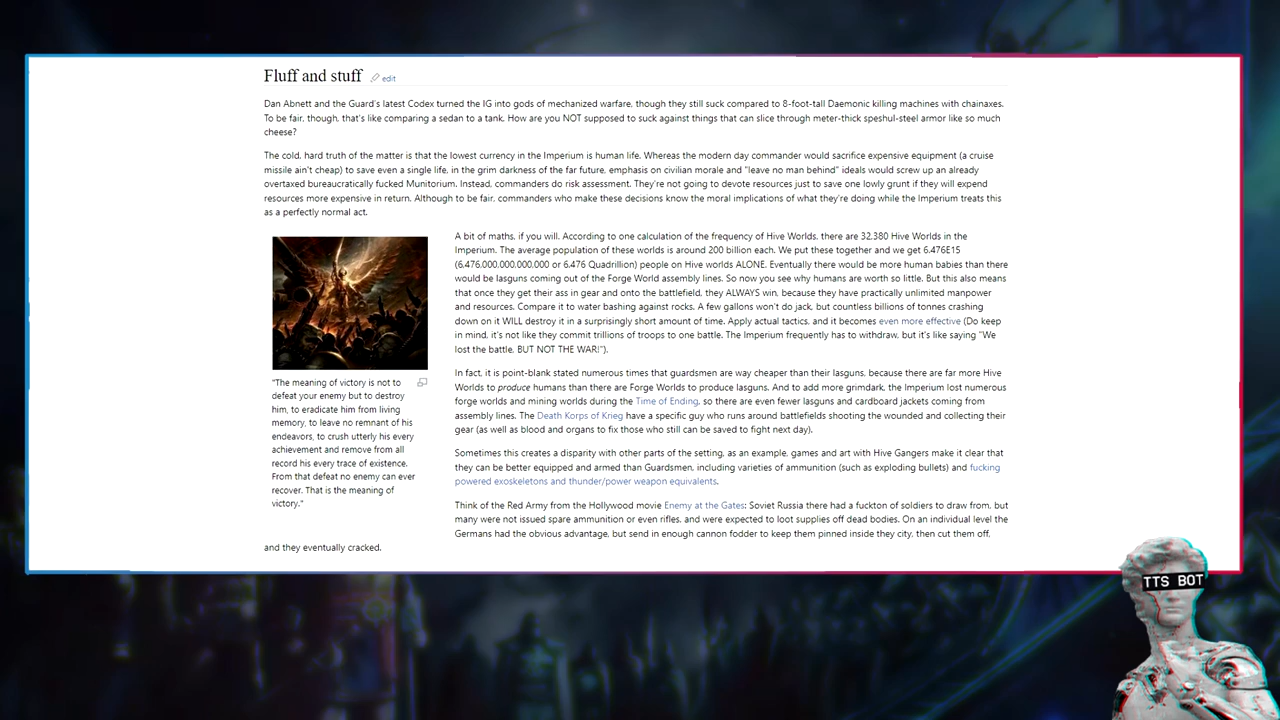 Fluff and stuff edit
Dan Abnett and the Guard's latest Codex turned the IG into gods of mechanized warfare, though they still suck compared to 8-foot-tall Daemonic killing machines with chainaxes.
To be fair, though, that's like comparing a sedan to a tank. How are you NOT supposed to suck against things that can slice through meter-thick speshul-steel armor like so much
cheese?
The cold, hard truth of the matter is that the lowest currency in the Imperium is human life. Whereas the modern day commander would sacrifice expensive equipment (a cruise
missile ain't cheap) to save even a single life, in the grim darkness of the far future, emphasis on civilian morale and "leave no man behind" ideals would screw up an already
overtaxed bureaucratically fucked Munitorium. Instead, commanders do risk assessment. They're not going to devote resources just to save one lowly grunt if they will expend
resources more expensive in return. Although to be fair, commanders who make these decisions know the moral implications of what they're doing while the Imperium treats this
as a perfectly normal act.
A bit of maths, if you will. According to one calculation of the frequency of Hive Worlds, there are 32,380 Hive Worlds in the
Imperium. The average population of these worlds is around 200 billion each. We put these together and we get 6.476E15
(6,476,000,000,000,000 or 6.476 Quadrillion) people on Hive worlds ALONE. Eventually there would be more human babies than there
would be lasguns coming out of the Forge World assembly lines. So now you see why humans are worth so little. But this also means
that once they get their ass in gear and onto the battlefield, they ALWAYS win, because they have practically unlimited manpower
and resources. Compare it to water bashing against rocks. A few gallons won't do jack, but countless billions of tonnes crashing
down on it WILL destroy it in a surprisingly short amount of time. Apply actual tactics, and it becomes even more effective (Do keep
in mind, it's not like they commit trillions of troops to one battle. The Imperium frequently has to withdraw, but it's like saying "We
lost the battle, BUT NOT THE WAR!").
In fact, it is point-blank stated numerous times that guardsmen are way cheaper than their lasguns, because there are far more Hive
Worlds to produce humans than there are Forge Worlds to produce lasguns. And to add more grimdark, the Imperium lost numerous
forge worlds and mining worlds during the Time of Ending, so there are even fewer lasguns and cardboard jackets coming from
assembly lines. The Death Korps of Krieg have a specific guy who runs around battlefields shooting the wounded and collecting their
gear (as well as blood and organs to fix those who still can be saved to fight next day).
Sometimes this creates a disparity with other parts of the setting, as an example, games and art with Hive Gangers make it clear that
they can be better equipped and armed than Guardsmen, including varieties of ammunition (such as exploding bullets) and fucking
powered exoskeletons and thunder/power weapon equivalents.
Think of the Red Army from the Hollywood movie Enemy at the Gates: Soviet Russia there had a fuckton of soldiers to draw from, but
many were not issued spare ammunition or even rifles, and were expected to loot supplies off dead bodies. On an individual level the
Germans had the obvious advantage, but send in enough cannon fodder to keep them pinned inside they city, then cut them off,
and they eventually cracked.
"The meaning of victory is not to
defeat your enemy but to destroy
him, to eradicate him from living
memory, to leave no remnant of his
endeavors, to crush utterly his every
achievement and remove from all
record his every trace of existence.
From that defeat no enemy can ever
recover. That is the meaning of
victory."
TTS BOT